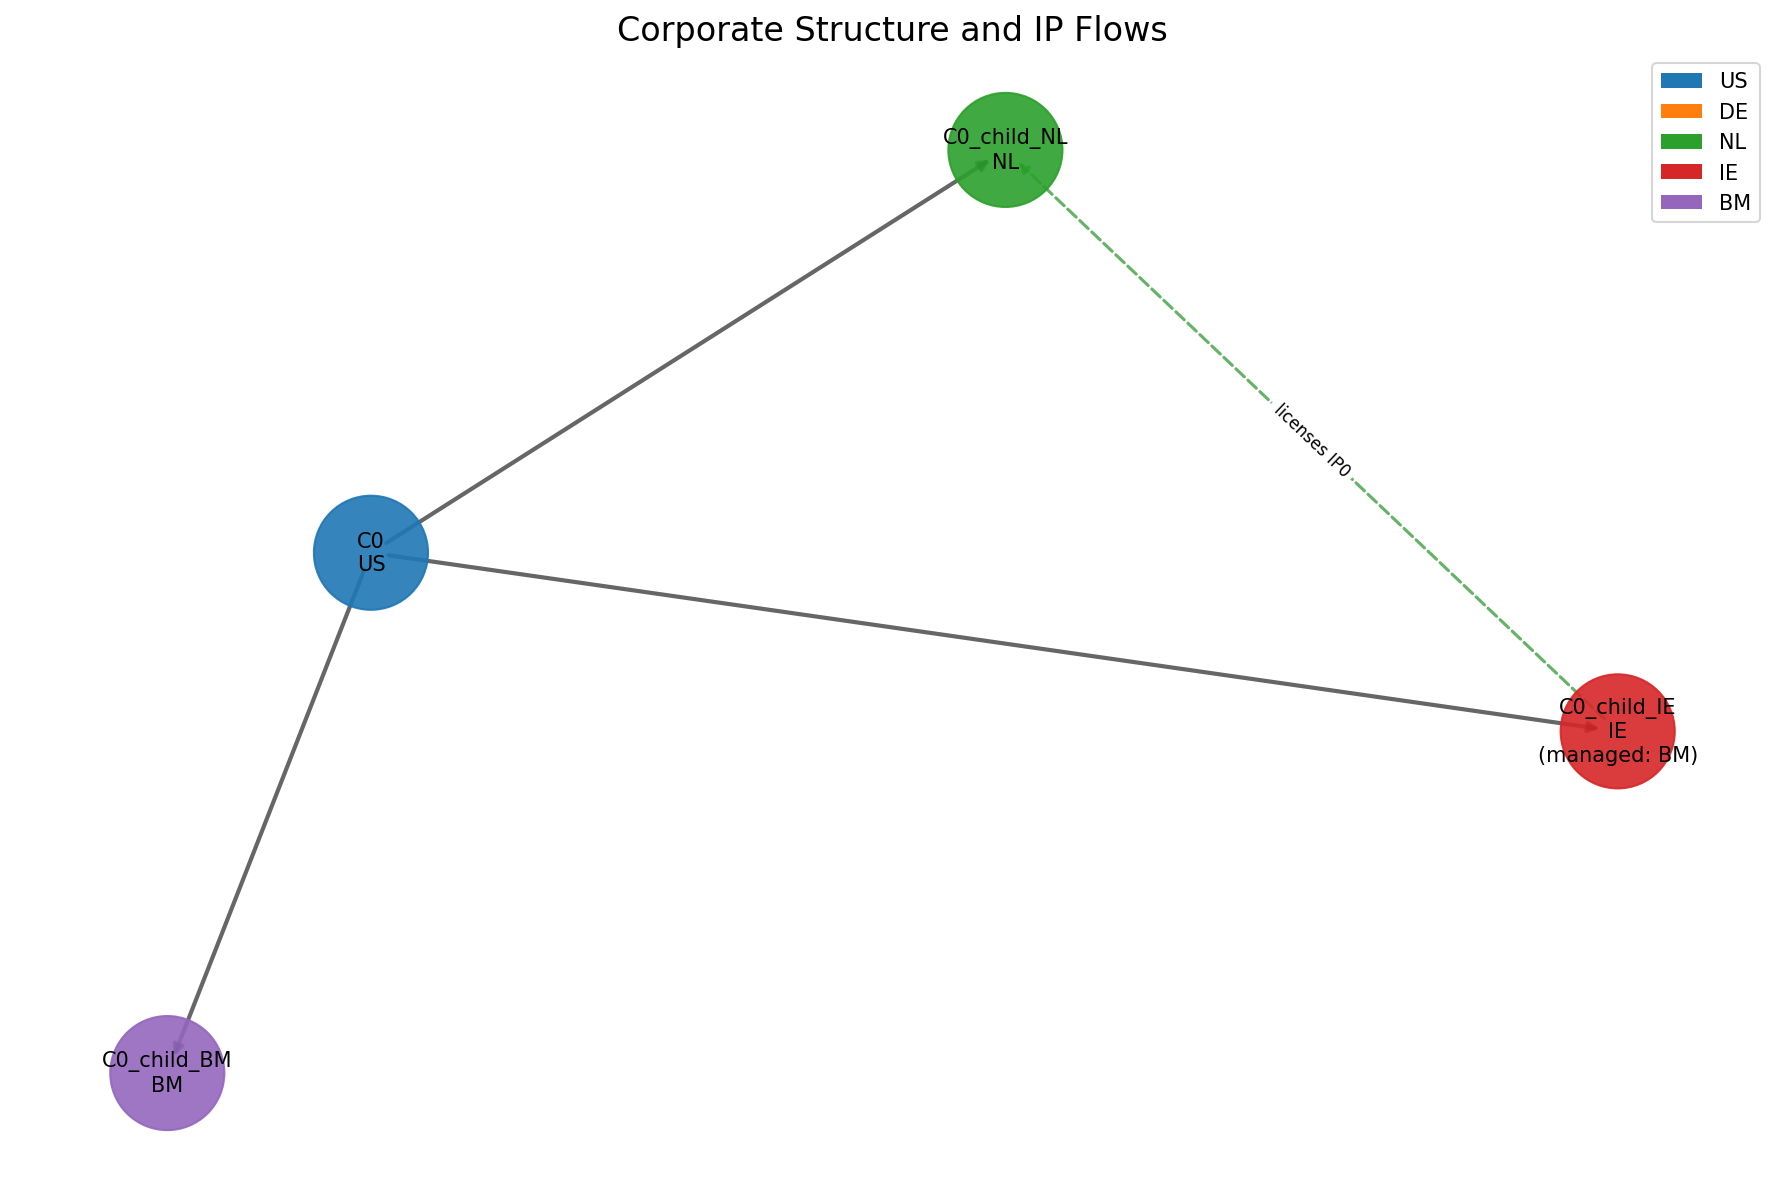 Corporate Structure and IP Flows
US
DE
NL
IE
BM
C0_child_NL
NL
licenses IP0
C0
US
C0_child_IE
IE
(managed: BM)
C0_child_BM
BM